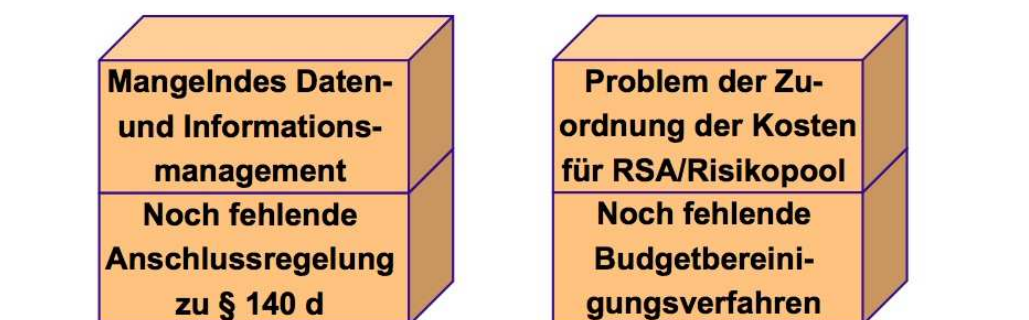 Mangelndes Daten-
und Informations-
management
Noch fehlende
Anschlussregelung
zu § 140 d
Problem der Zu-
ordnung der Kosten
für RSA/Risikopool
Noch fehlende
Budgetbereini-
gungsverfahren